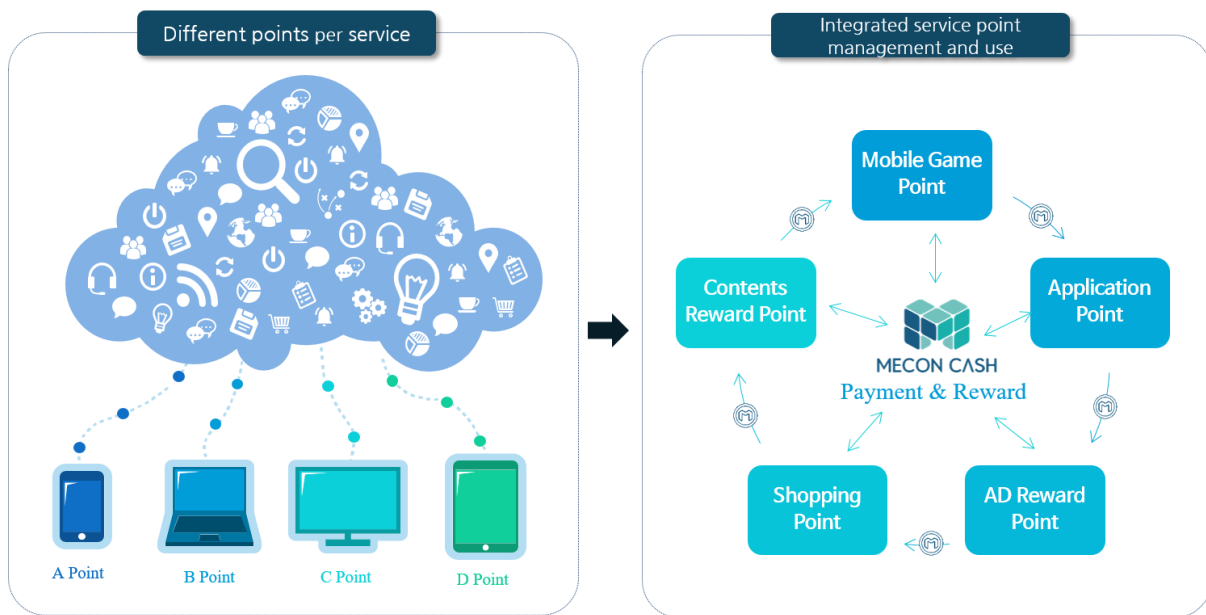 Different points per service
A Point
B Point
C Point
D Point
Integrated service point
management and use
Mobile Game
Point
Contents
Reward Point
Application
Point
MECON CASH
Payment & Reward
Shopping
Point
AD Reward
Point